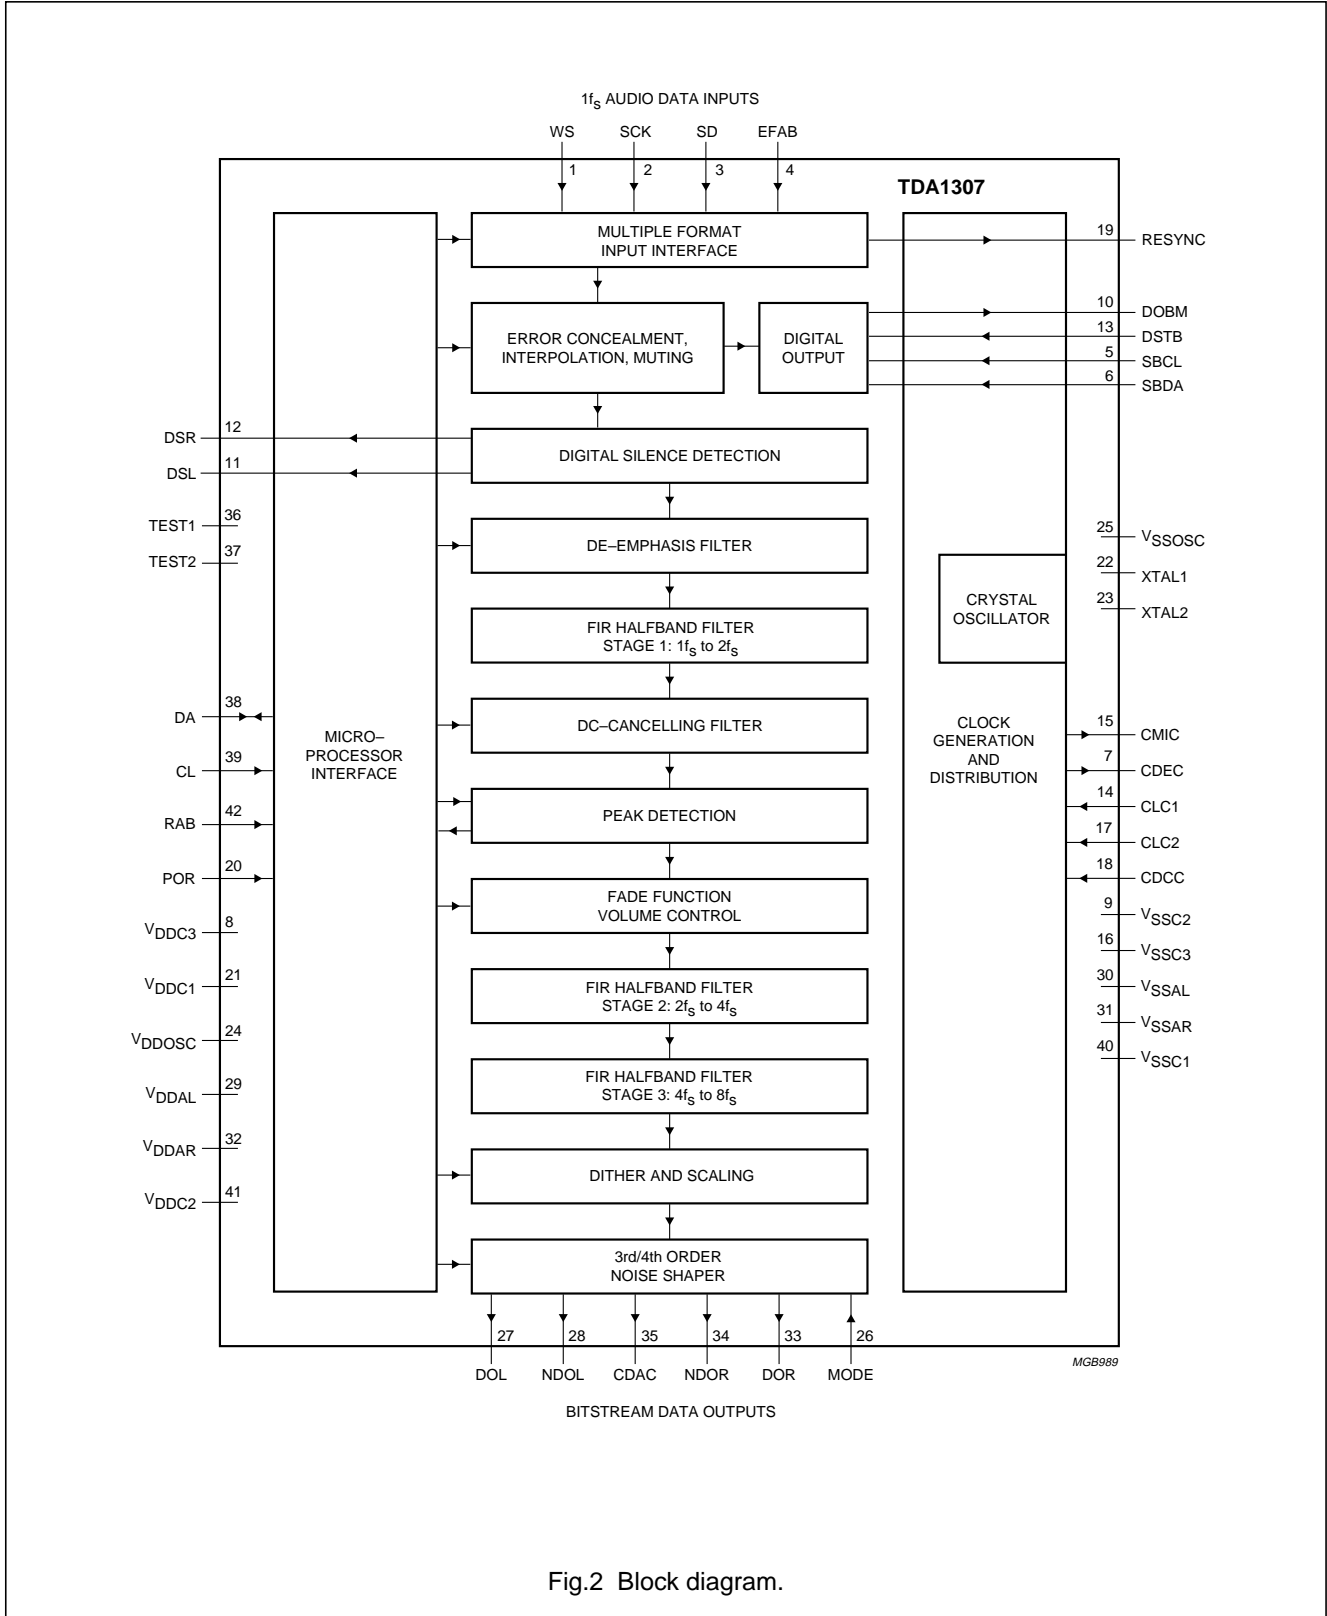 1fs AUDIO DATA INPUTS
WS SCK SD EFAB
1 2 3 4
TDA1307
MULTIPLE FORMAT
INPUT INTERFACE
19 RESYNC
ERROR CONCEALMENT,
INTERPOLATION, MUTING
DIGITAL
OUTPUT
10 DOBM
13 DSTB
5 SBCL
6 SBDA
DSR 12
DSL 11
DIGITAL SILENCE DETECTION
TEST1 36
TEST2 37
DE–EMPHASIS FILTER
25 VSSOSC
22 XTAL1
23 XTAL2
CRYSTAL
OSCILLATOR
FIR HALFBAND FILTER
STAGE 1: 1fs to 2fs
DA 38
CL 39
RAB 42
POR 20
MICRO–
PROCESSOR
INTERFACE
DC–CANCELLING FILTER
CLOCK
GENERATION
AND
DISTRIBUTION
15 CMIC
7 CDEC
14 CLC1
17 CLC2
18 CDCC
PEAK DETECTION
FADE FUNCTION
VOLUME CONTROL
VDDC3 8
VDDC1 21
VDDOSC 24
VDDAL 29
VDDAR 32
VDDC2 41
9 VSSC2
16 VSSC3
30 VSSAL
31 VSSAR
40 VSSC1
FIR HALFBAND FILTER
STAGE 2: 2fs to 4fs
FIR HALFBAND FILTER
STAGE 3: 4fs to 8fs
DITHER AND SCALING
3rd/4th ORDER
NOISE SHAPER
27 28 35 34 33 26
DOL NDOL CDAC NDOR DOR MODE
MGB989
BITSTREAM DATA OUTPUTS
Fig.2 Block diagram.